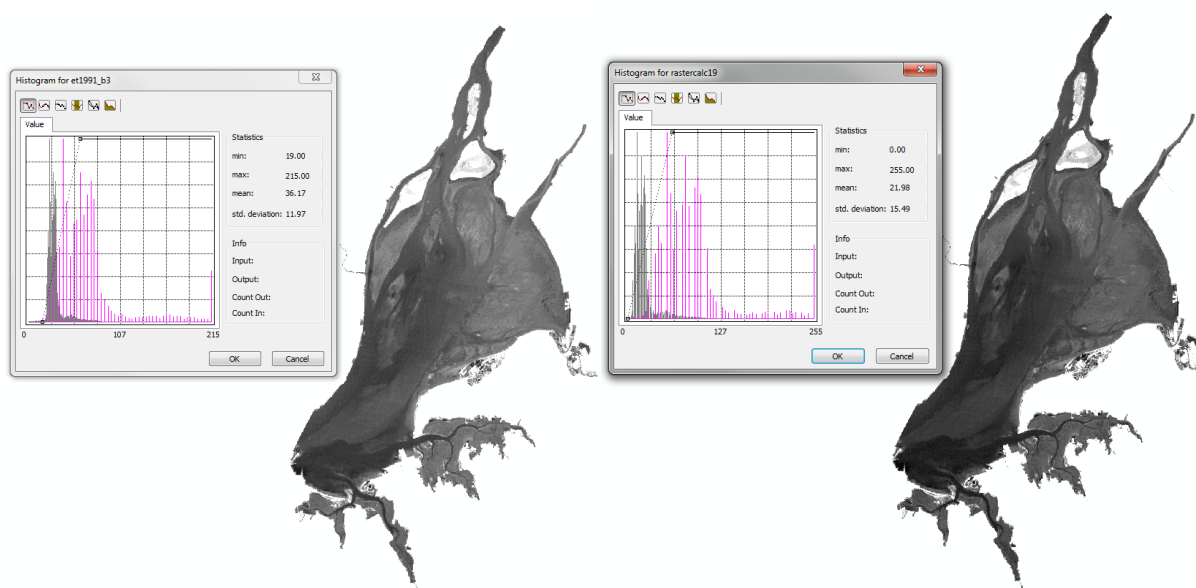 Histogram for et1991_b3
Value
Statistics
min: 19.00
max: 215.00
mean: 36.17
std. deviation: 11.97
Info
Input:
Output:
Count Out:
Count In:
0 107 215
OK Cancel
Histogram for rastercalc19
Value
Statistics
min: 0.00
max: 255.00
mean: 21.98
std. deviation: 15.49
Info
Input:
Output:
Count Out:
Count In:
0 127 255
OK Cancel